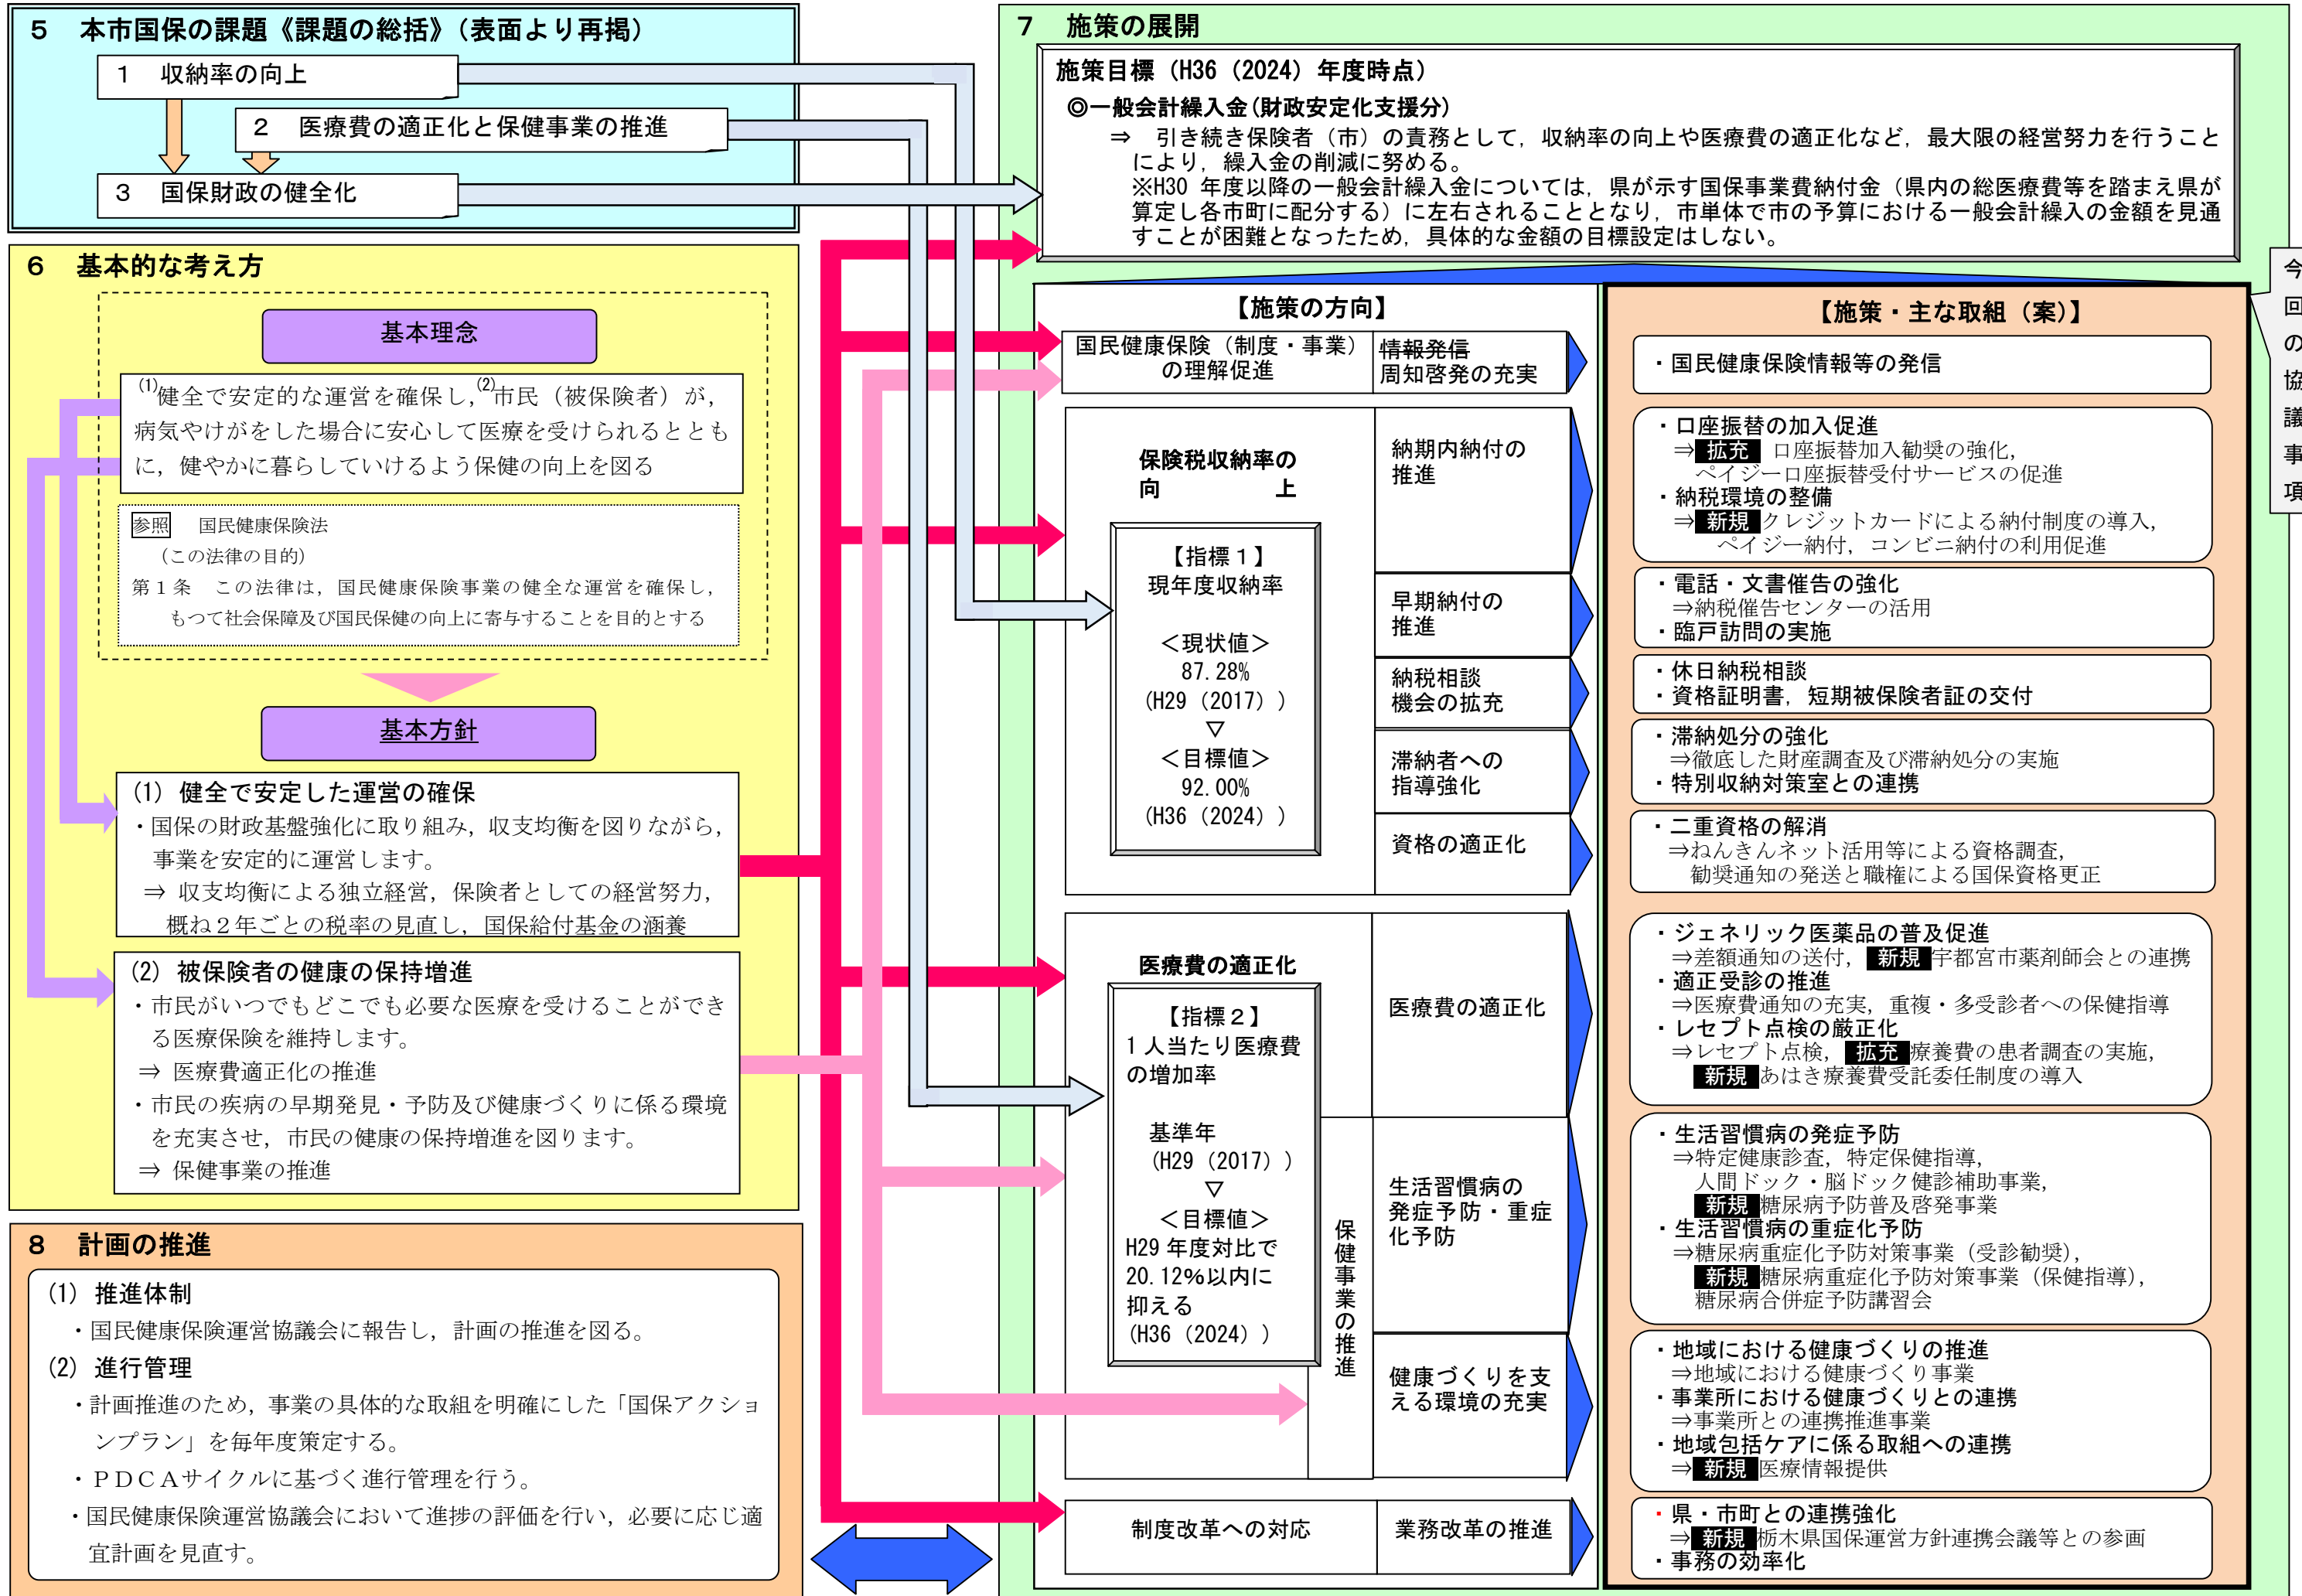 ５　本市国保の課題《課題の総括》（表面より再掲）
１　収納率の向上
２　医療費の適正化と保健事業の推進
３　国保財政の健全化
６　基本的な考え方
基本理念
(1)健全で安定的な運営を確保し，(2)市民（被保険者）が，
病気やけがをした場合に安心して医療を受けられるととも
に，健やかに暮らしていけるよう保健の向上を図る
参照　国民健康保険法
（この法律の目的）
第１条　この法律は，国民健康保険事業の健全な運営を確保し，
もつて社会保障及び国民保健の向上に寄与することを目的とする
基本方針
(1) 健全で安定した運営の確保
・国保の財政基盤強化に取り組み，収支均衡を図りながら，
事業を安定的に運営します。
⇒ 収支均衡による独立経営，保険者としての経営努力，
概ね２年ごとの税率の見直し，国保給付基金の涵養
(2) 被保険者の健康の保持増進
・市民がいつでもどこでも必要な医療を受けることができ
る医療保険を維持します。
⇒ 医療費適正化の推進
・市民の疾病の早期発見・予防及び健康づくりに係る環境
を充実させ，市民の健康の保持増進を図ります。
⇒ 保健事業の推進
８　計画の推進
(1) 推進体制
・国民健康保険運営協議会に報告し，計画の推進を図る。
(2) 進行管理
・計画推進のため，事業の具体的な取組を明確にした「国保アクショ
ンプラン」を毎年度策定する。
・ＰＤＣＡサイクルに基づく進行管理を行う。
・国民健康保険運営協議会において進捗の評価を行い，必要に応じ適
宜計画を見直す。
７　施策の展開
施策目標（H36（2024）年度時点）
◎一般会計繰入金(財政安定化支援分)
⇒　引き続き保険者（市）の責務として，収納率の向上や医療費の適正化など，最大限の経営努力を行うこと
により，繰入金の削減に努める。
※H30 年度以降の一般会計繰入金については，県が示す国保事業費納付金（県内の総医療費等を踏まえ県が
算定し各市町に配分する）に左右されることとなり，市単体で市の予算における一般会計繰入の金額を見通
すことが困難となったため，具体的な金額の目標設定はしない。
【施策の方向】
国民健康保険（制度・事業）
の理解促進
情報発信
周知啓発の充実
保険税収納率の
向　　　　上
【指標１】
現年度収納率
＜現状値＞
87.28%
(H29（2017）)
▽
＜目標値＞
92.00%
(H36（2024）)
納期内納付の
推進
早期納付の
推進
納税相談
機会の拡充
滞納者への
指導強化
資格の適正化
医療費の適正化
【指標２】
1 人当たり医療費
の増加率
基準年
(H29（2017）)
▽
＜目標値＞
H29 年度対比で
20.12%以内に
抑える
(H36（2024）)
医療費の適正化
保健事業の推進
生活習慣病の
発症予防・重症
化予防
健康づくりを支
える環境の充実
制度改革への対応
業務改革の推進
【施策・主な取組（案）】
・国民健康保険情報等の発信
・口座振替の加入促進
⇒拡充 口座振替加入勧奨の強化，
ペイジー口座振替受付サービスの促進
・納税環境の整備
⇒新規クレジットカードによる納付制度の導入，
ペイジー納付，コンビニ納付の利用促進
・電話・文書催告の強化
⇒納税催告センターの活用
・臨戸訪問の実施
・休日納税相談
・資格証明書，短期被保険者証の交付
・滞納処分の強化
⇒徹底した財産調査及び滞納処分の実施
・特別収納対策室との連携
・二重資格の解消
⇒ねんきんネット活用等による資格調査，
勧奨通知の発送と職権による国保資格更正
・ジェネリック医薬品の普及促進
⇒差額通知の送付，新規宇都宮市薬剤師会との連携
・適正受診の推進
⇒医療費通知の充実，重複・多受診者への保健指導
・レセプト点検の厳正化
⇒レセプト点検，拡充療養費の患者調査の実施，
新規あはき療養費受託委任制度の導入
・生活習慣病の発症予防
⇒特定健康診査，特定保健指導，
人間ドック・脳ドック健診補助事業，
新規糖尿病予防普及啓発事業
・生活習慣病の重症化予防
⇒糖尿病重症化予防対策事業（受診勧奨），
新規糖尿病重症化予防対策事業（保健指導），
糖尿病合併症予防講習会
・地域における健康づくりの推進
⇒地域における健康づくり事業
・事業所における健康づくりとの連携
⇒事業所との連携推進事業
・地域包括ケアに係る取組への連携
⇒新規医療情報提供
・県・市町との連携強化
⇒新規栃木県国保運営方針連携会議等との参画
・事務の効率化
今回の協議事項